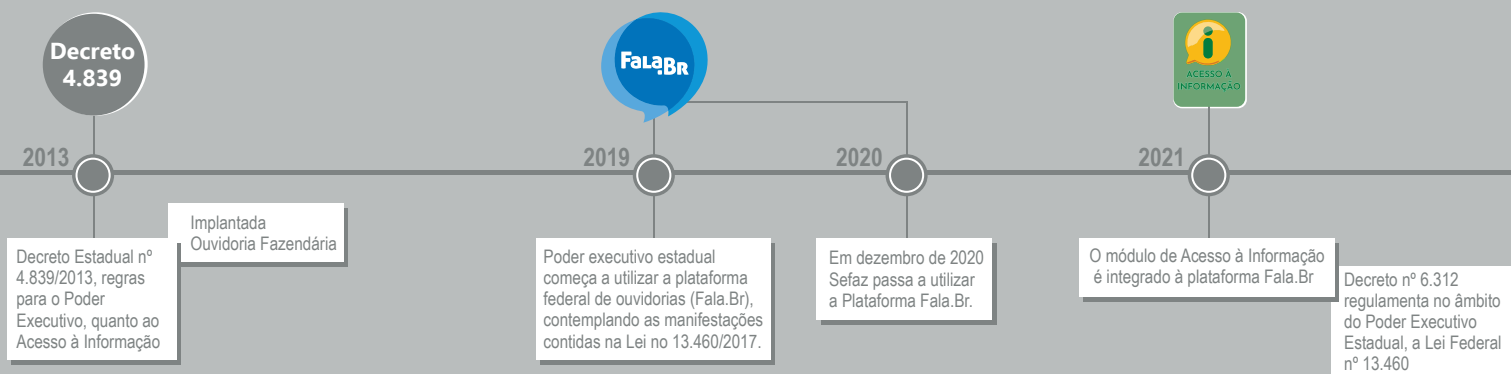 Decreto
4.839
2013
Decreto Estadual nº
4.839/2013, regras
para o Poder
Executivo, quanto ao
Acesso à Informação
Implantada
Ouvidoria Fazendária
Fala.Br
2019
Poder executivo estadual
começa a utilizar a plataforma
federal de ouvidorias (Fala.Br),
contemplando as manifestações
contidas na Lei no 13.460/2017.
2020
Em dezembro de 2020
Sefaz passa a utilizar
a Plataforma Fala.Br.
ACESSO À
INFORMAÇÃO
2021
O módulo de Acesso à Informação
é integrado à plataforma Fala.Br
Decreto nº 6.312
regulamenta no âmbito
do Poder Executivo
Estadual, a Lei Federal
nº 13.460